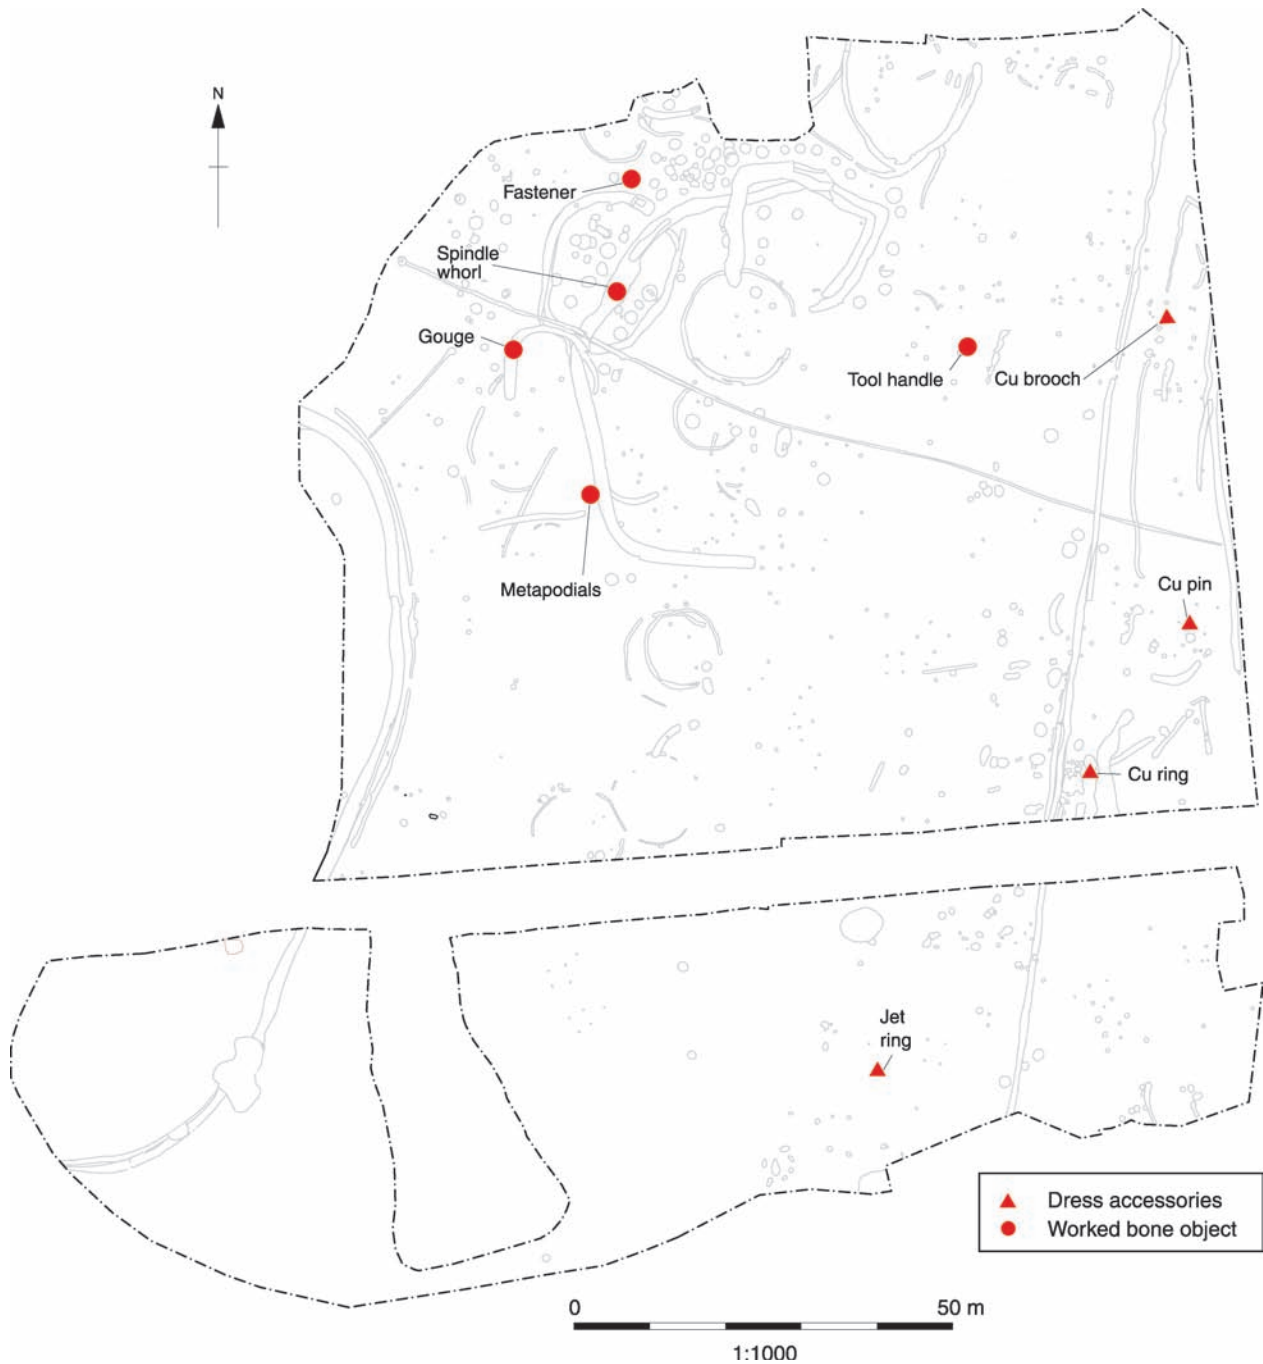 N
Fastener
Spindle
whorl
Gouge
Tool handle
Cu brooch
Metapodials
Cu pin
Cu ring
Jet
ring
Dress accessories
Worked bone object
0
50 m
1:1000